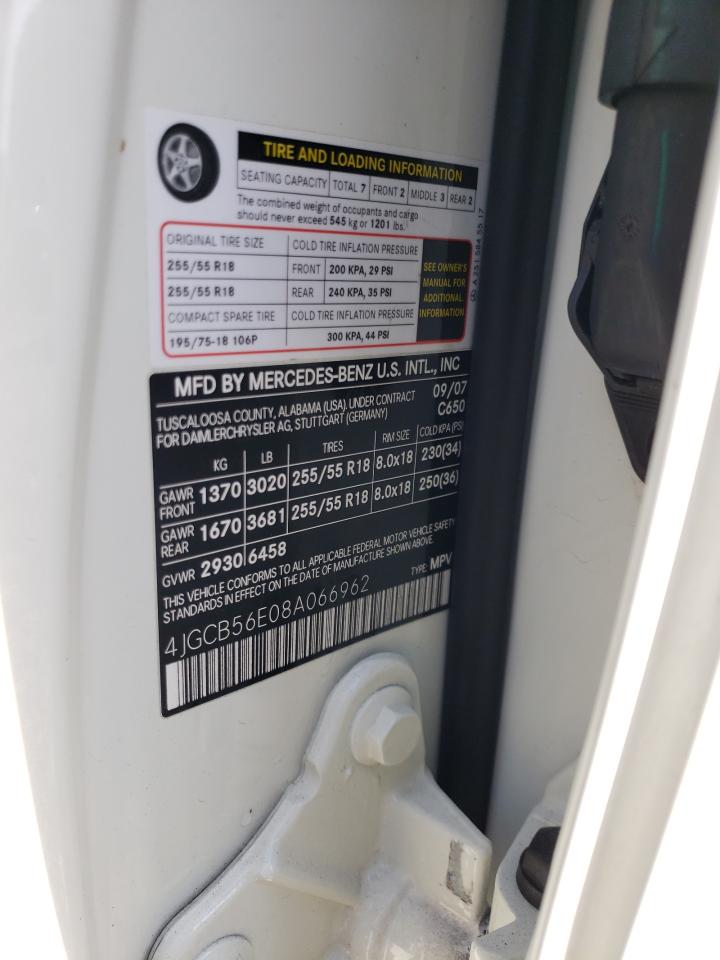 TIRE AND LOADING INFORMATION
SEATING CAPACITY TOTAL 7 FRONT 2 MIDDLE 3 REAR 2
The combined weight of occupants and cargo
should never exceed 545 kg or 1201 lbs.
ORIGINAL TIRE SIZE COLD TIRE INFLATION PRESSURE
255/55 R18 FRONT 200 KPA, 29 PSI
255/55 R18 REAR 240 KPA, 35 PSI
COMPACT SPARE TIRE COLD TIRE INFLATION PRESSURE
195/75-18 106P 300 KPA, 44 PSI
SEE OWNER'S
MANUAL FOR
ADDITIONAL
INFORMATION
A 251 584 55 17
MFD BY MERCEDES-BENZ U.S. INTL., INC
TUSCALOOSA COUNTY, ALABAMA (USA). UNDER CONTRACT 09/07
FOR DAIMLERCHRYSLER AG, STUTTGART (GERMANY) C650
KG LB TIRES RIM SIZE COLD KPA (PSI
GAWR FRONT 1370 3020 255/55 R18 8.0x18 230(34)
GAWR REAR 1670 3681 255/55 R18 8.0x18 250(36)
GVWR 2930 6458
THIS VEHICLE CONFORMS TO ALL APPLICABLE FEDERAL MOTOR VEHICLE SAFETY
STANDARDS IN EFFECT ON THE DATE OF MANUFACTURE SHOWN ABOVE.
4JGCB56E08A066962 TYPE: MPV